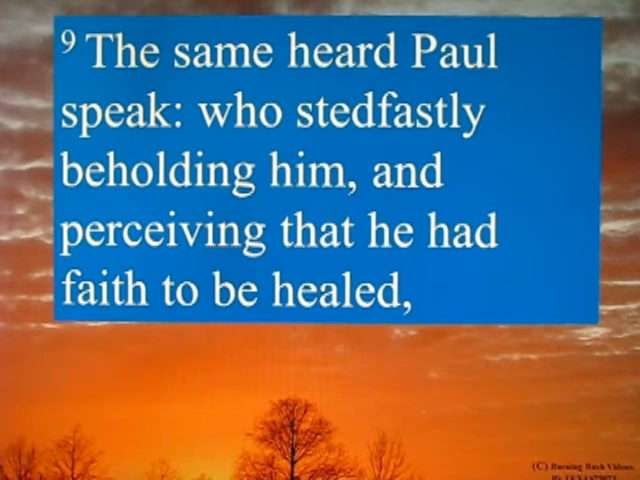 9 The same heard Paul
speak: who stedfastly
beholding him, and
perceiving that he had
faith to be healed,
(C) Burning Bush Videos.